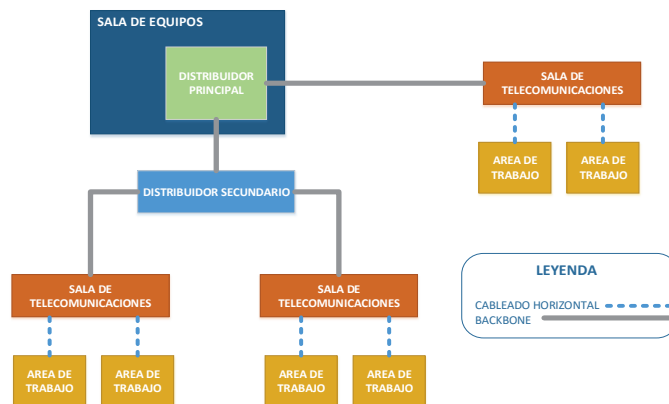 SALA DE EQUIPOS
DISTRIBUIDOR
PRINCIPAL
SALA DE
TELECOMUNICACIONES
AREA DE
TRABAJO
AREA DE
TRABAJO
DISTRIBUIDOR SECUNDARIO
SALA DE
TELECOMUNICACIONES
SALA DE
TELECOMUNICACIONES
AREA DE
TRABAJO
AREA DE
TRABAJO
AREA DE
TRABAJO
AREA DE
TRABAJO
LEYENDA
CABLEADO HORIZONTAL
BACKBONE